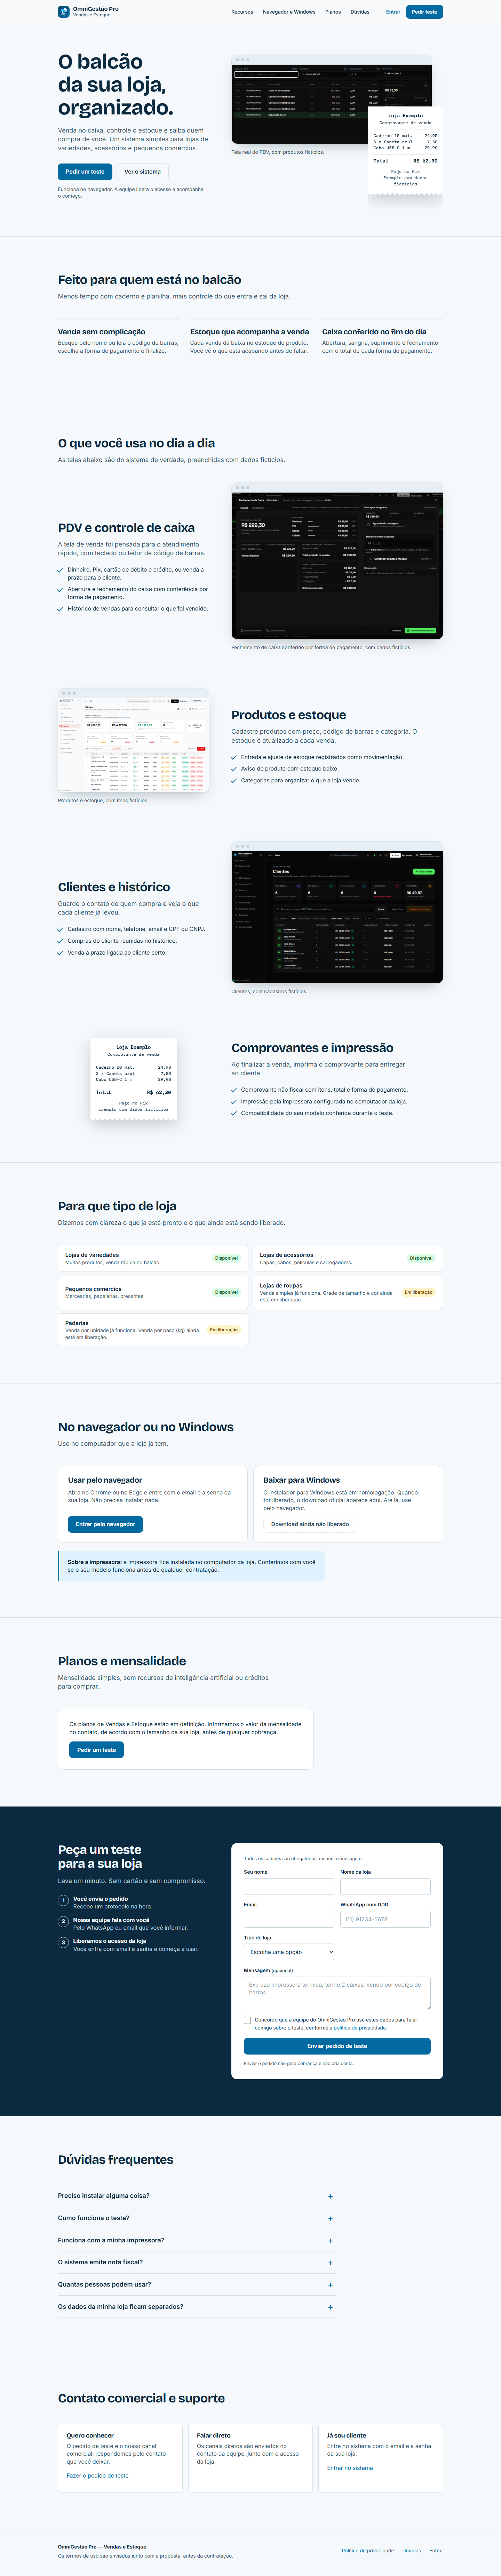 OmniGestão Pro
Vendas e Estoque
Recursos
Navegador e Windows
Planos
Dúvidas
Entrar
Pedir teste
O balcão
da sua loja,
organizado.
Venda no caixa, controle o estoque e saiba quem
compra de você. Um sistema simples para lojas de
variedades, acessórios e pequenos comércios.
Pedir um teste
Ver o sistema
Funciona no navegador. A equipe libera o acesso e acompanha
o começo.
Loja Exemplo
Comprovante de venda
Caderno 10 mat. 24,90
3 x Caneta azul 7,50
Cabo USB-C 1 m 29,90
Total R$ 62,30
Pago no Pix
Exemplo com dados
fictícios
Tela real do PDV, com produtos fictícios.
Feito para quem está no balcão
Menos tempo com caderno e planilha, mais controle do que entra e sai da loja.
Venda sem complicação
Busque pelo nome ou leia o código de barras,
escolha a forma de pagamento e finalize.
Estoque que acompanha a venda
Cada venda dá baixa no estoque do produto.
Você vê o que está acabando antes de faltar.
Caixa conferido no fim do dia
Abertura, sangria, suprimento e fechamento
com o total de cada forma de pagamento.
O que você usa no dia a dia
As telas abaixo são do sistema de verdade, preenchidas com dados fictícios.
PDV e controle de caixa
A tela de venda foi pensada para o atendimento
rápido, com teclado ou leitor de código de barras.
Dinheiro, Pix, cartão de débito e crédito, ou venda a
prazo para o cliente.
Abertura e fechamento de caixa com conferência por
forma de pagamento.
Histórico de vendas para consultar o que foi vendido.
R$ 229,30
Fechamento do caixa conferido por forma de pagamento, com dados fictícios.
Produtos e estoque, com itens fictícios.
Produtos e estoque
Cadastre produtos com preço, código de barras e categoria. O
estoque é atualizado a cada venda.
Entrada e ajuste de estoque registrados como movimentação.
Aviso de produto com estoque baixo.
Categorias para organizar o que a loja vende.
Clientes e histórico
Guarde o contato de quem compra e veja o que
cada cliente já levou.
Cadastro com nome, telefone, email e CPF ou CNPJ.
Compras do cliente reunidas no histórico.
Venda a prazo ligada ao cliente certo.
Clientes
Clientes, com cadastros fictícios.
Loja Exemplo
Comprovante de venda
Caderno 10 mat. 24,90
3 x Caneta azul 7,50
Cabo USB-C 1 m 29,90
Total R$ 62,30
Pago no Pix
Exemplo com dados fictícios
Comprovantes e impressão
Ao finalizar a venda, imprima o comprovante para entregar
ao cliente.
Comprovante não fiscal com itens, total e forma de pagamento.
Impressão pela impressora configurada no computador da loja.
Compatibilidade do seu modelo conferida durante o teste.
Para que tipo de loja
Dizemos com clareza o que já está pronto e o que ainda está sendo liberado.
Lojas de variedades
Muitos produtos, venda rápida no balcão.
Disponível
Lojas de acessórios
Capas, cabos, películas e carregadores.
Disponível
Pequenos comércios
Mercearias, papelarias, presentes.
Disponível
Lojas de roupas
Venda simples já funciona. Grade de tamanho e cor ainda
está em liberação.
Em liberação
Padarias
Venda por unidade já funciona. Venda por peso (kg) ainda
está em liberação.
Em liberação
No navegador ou no Windows
Use no computador que a loja já tem.
Usar pelo navegador
Abra no Chrome ou no Edge e entre com o email e a senha da
sua loja. Não precisa instalar nada.
Entrar pelo navegador
Baixar para Windows
O instalador para Windows está em homologação. Quando
for liberado, o download oficial aparece aqui. Até lá, use
pelo navegador.
Download ainda não liberado
Sobre a impressora: a impressora fica instalada no computador da loja. Conferimos com você
se o seu modelo funciona antes de qualquer contratação.
Planos e mensalidade
Mensalidade simples, sem recursos de inteligência artificial ou créditos
para comprar.
Os planos de Vendas e Estoque estão em definição. Informamos o valor da mensalidade
no contato, de acordo com o tamanho da sua loja, antes de qualquer cobrança.
Pedir um teste
Peça um teste
para a sua loja
Leva um minuto. Sem cartão e sem compromisso.
1 Você envia o pedido
Recebe um protocolo na hora.
2 Nossa equipe fala com você
Pelo WhatsApp ou email que você informar.
3 Liberamos o acesso da loja
Você entra com email e senha e começa a usar.
Todos os campos são obrigatórios, menos a mensagem.
Seu nome
Nome da loja
Email
WhatsApp com DDD
(11) 91234-5678
Tipo de loja
Escolha uma opção
Mensagem (opcional)
Ex.: uso impressora térmica, tenho 2 caixas, vendo por código de
barras.
Concordo que a equipe do OmniGestão Pro use estes dados para falar
comigo sobre o teste, conforme a política de privacidade.
Enviar pedido de teste
Enviar o pedido não gera cobrança e não cria conta.
Dúvidas frequentes
Preciso instalar alguma coisa? +
Como funciona o teste? +
Funciona com a minha impressora? +
O sistema emite nota fiscal? +
Quantas pessoas podem usar? +
Os dados da minha loja ficam separados? +
Contato comercial e suporte
Quero conhecer
O pedido de teste é o nosso canal
comercial: respondemos pelo contato
que você deixar.
Fazer o pedido de teste
Falar direto
Os canais diretos são enviados no
contato da equipe, junto com o acesso
da loja.
Já sou cliente
Entre no sistema com o email e a senha
da sua loja.
Entrar no sistema
OmniGestão Pro — Vendas e Estoque
Os termos de uso são enviados junto com a proposta, antes da contratação.
Política de privacidade
Dúvidas
Entrar